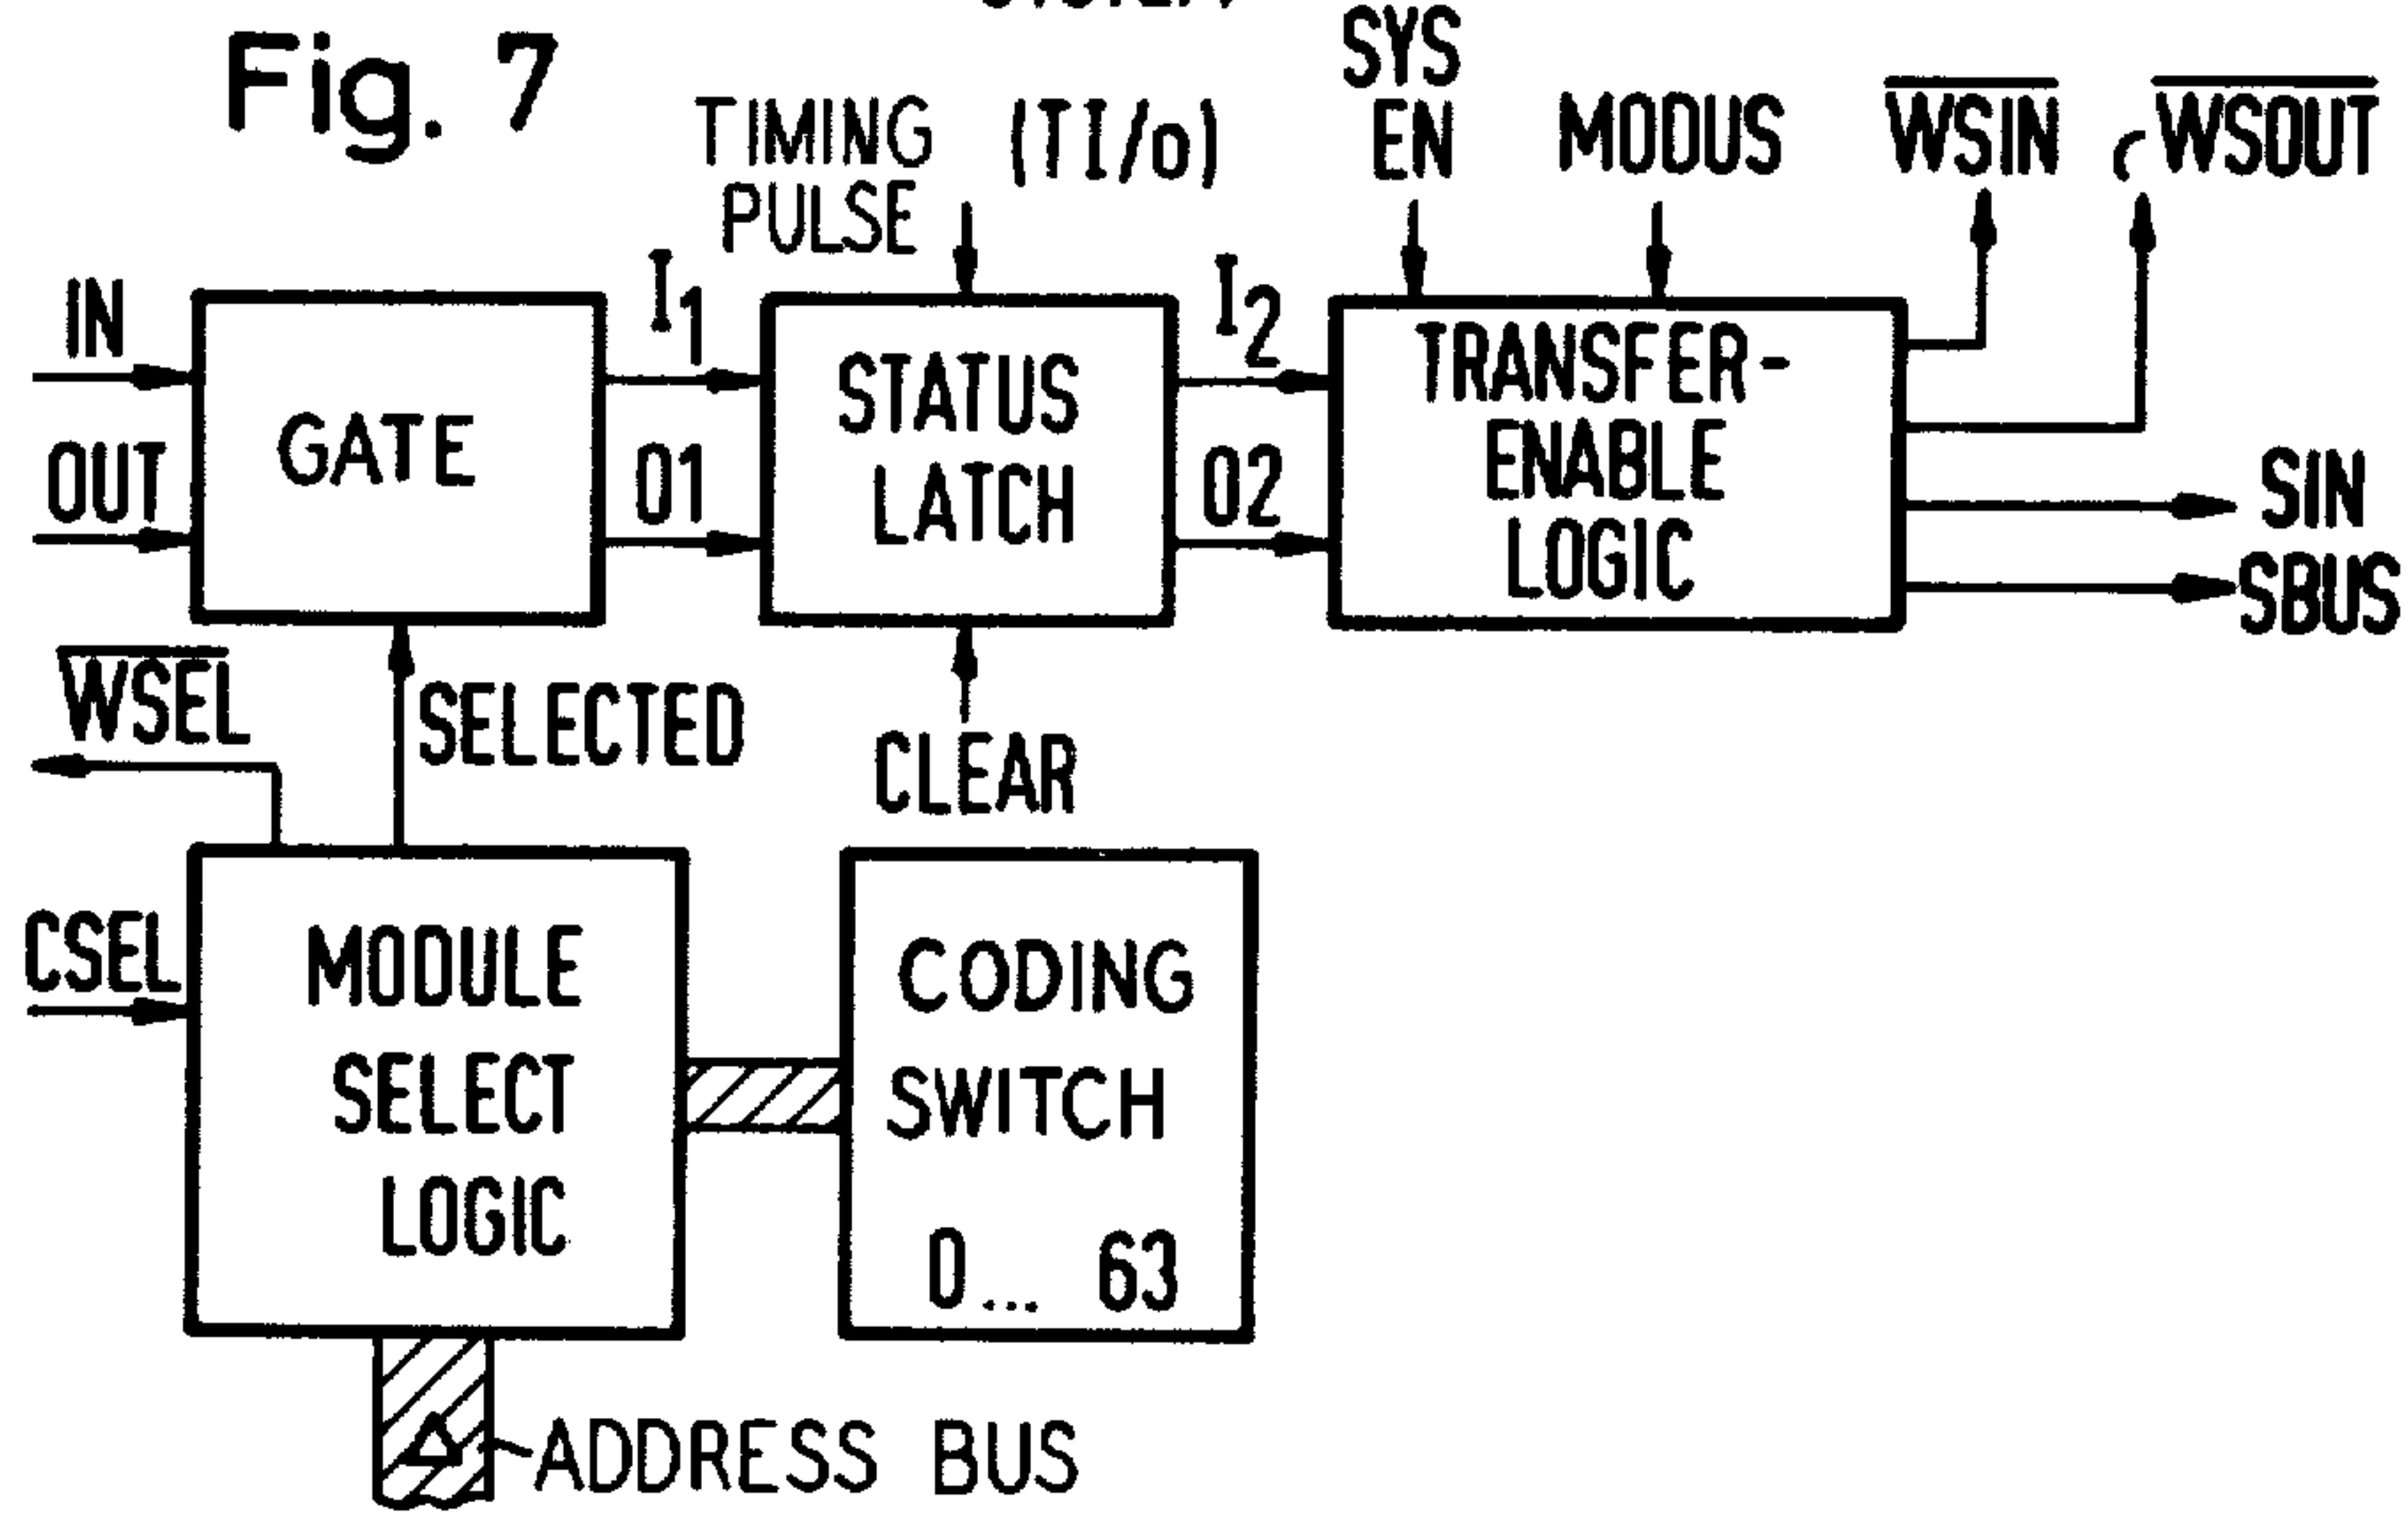 Fig. 7
TIMING (TI/0)
PULSE
SYS
EN
MODUS
WSIN
WSOUT
IN
OUT
GATE
I1
01
STATUS
LATCH
I2
02
TRANSFER-
ENABLE
LOGIC
SIN
SBUS
WSEL
SELECTED
CLEAR
CSEL
MODULE
SELECT
LOGIC
CODING
SWITCH
0... 63
ADDRESS BUS